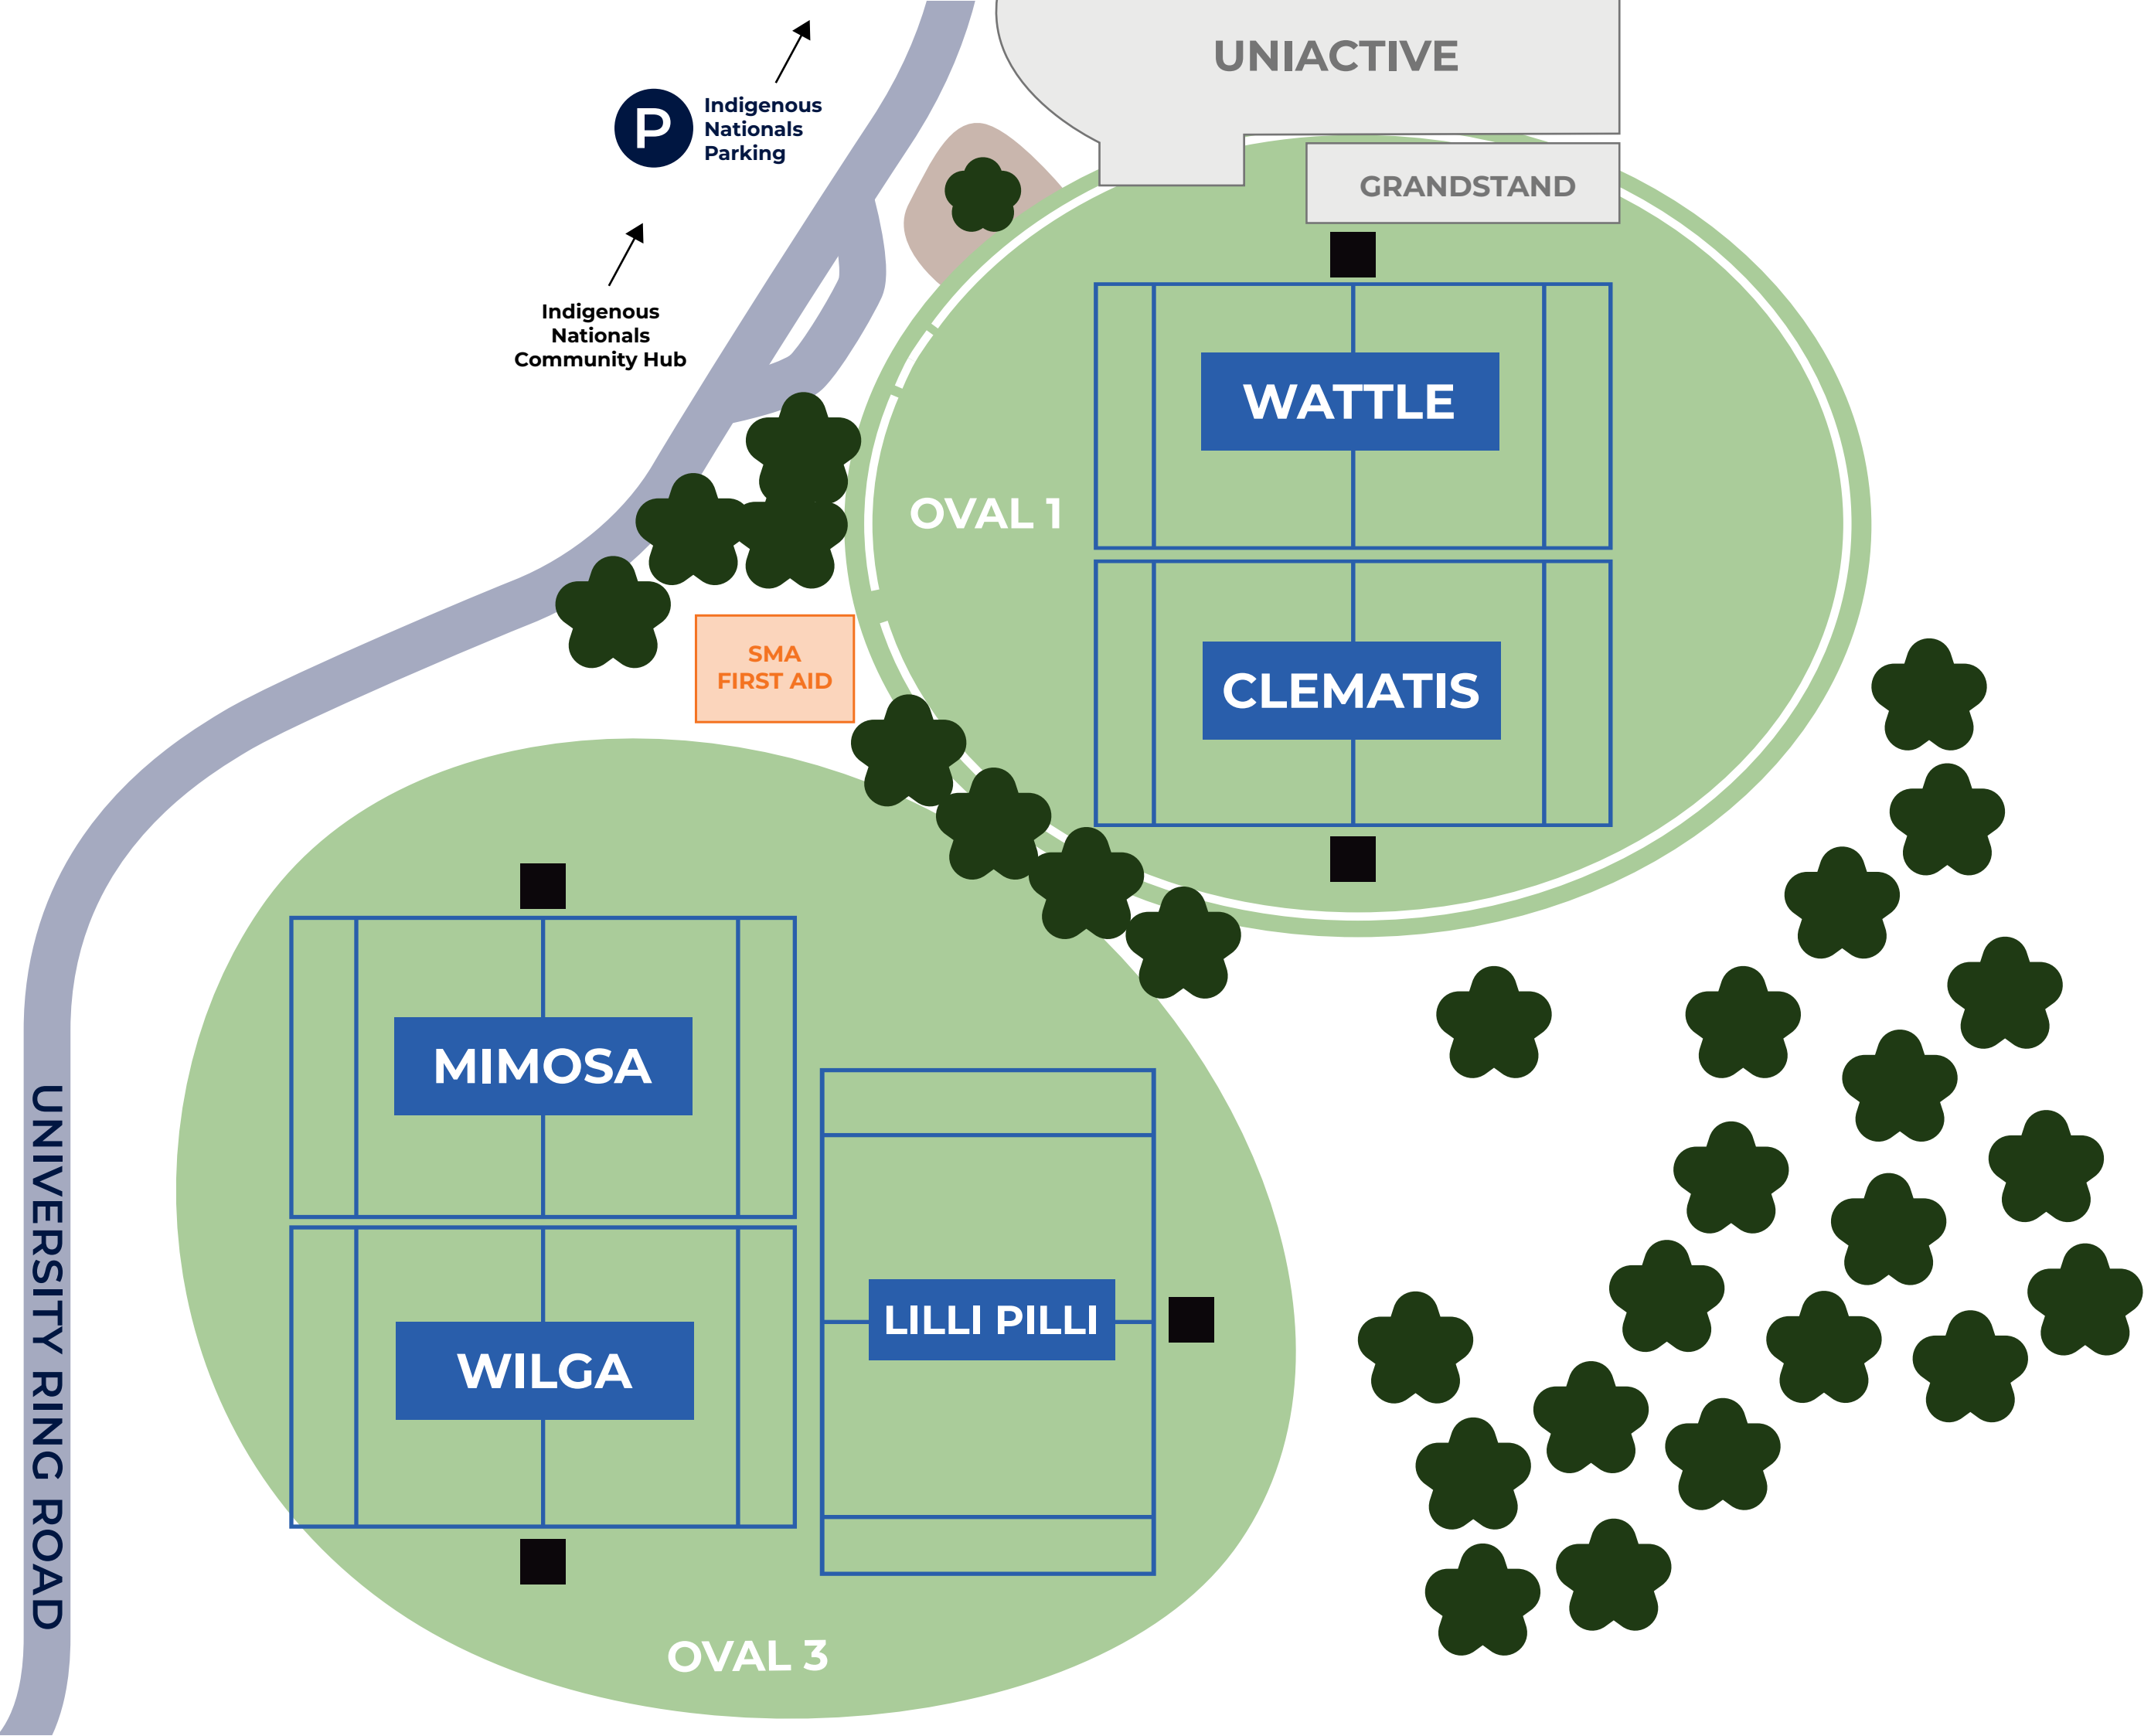 UNIACTIVE
P
Indigenous
Nationals
Parking
GRANDSTAND
Indigenous
Nationals
Community Hub
WATTLE
OVAL 1
SMA
FIRST AID
CLEMATIS
MIMOSA
LILLI PILLI
WILGA
UNIVERSITY RING ROAD
OVAL 3